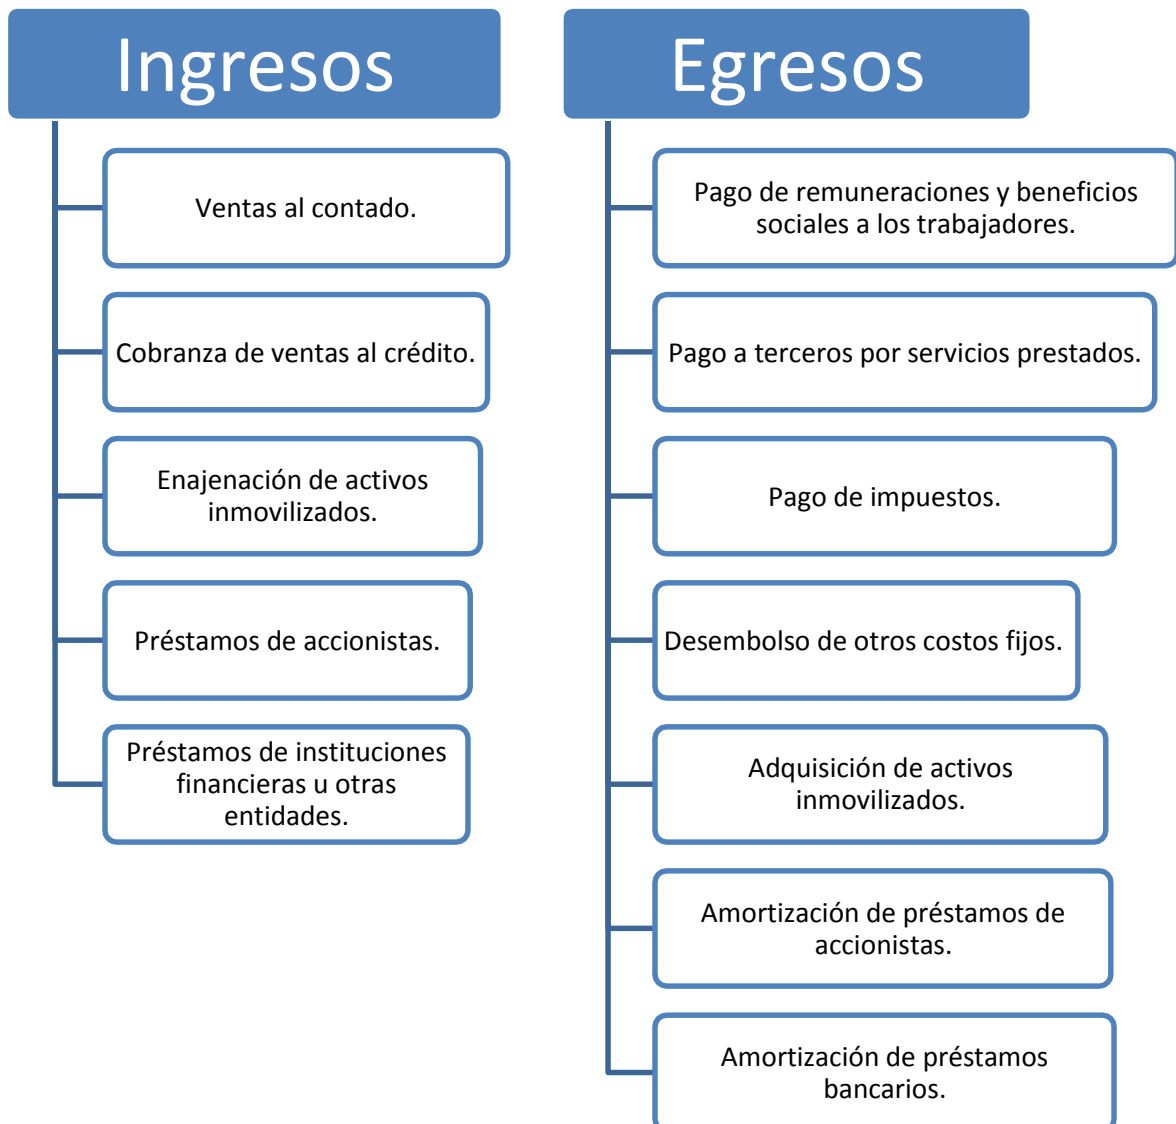 Ingresos
Ventas al contado.
Cobranza de ventas al crédito.
Enajenación de activos
inmovilizados.
Préstamos de accionistas.
Préstamos de instituciones
financieras u otras
entidades.
Egresos
Pago de remuneraciones y beneficios
sociales a los trabajadores.
Pago a terceros por servicios prestados.
Pago de impuestos.
Desembolso de otros costos fijos.
Adquisición de activos
inmovilizados.
Amortización de préstamos de
accionistas.
Amortización de préstamos
bancarios.